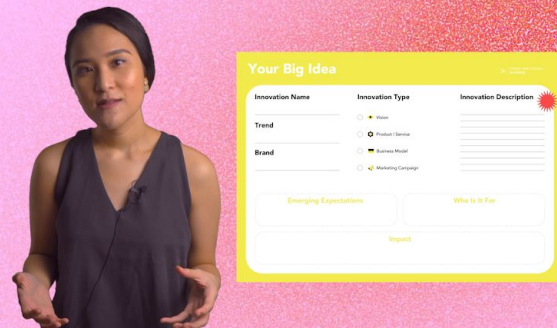 Your Big Idea
Innovation Name
Innovation Type
Innovation Description
Vision
Trend
Product / Service
Brand
Business Model
Marketing Campaign
Emerging Expectations
Who Is It For
Impact